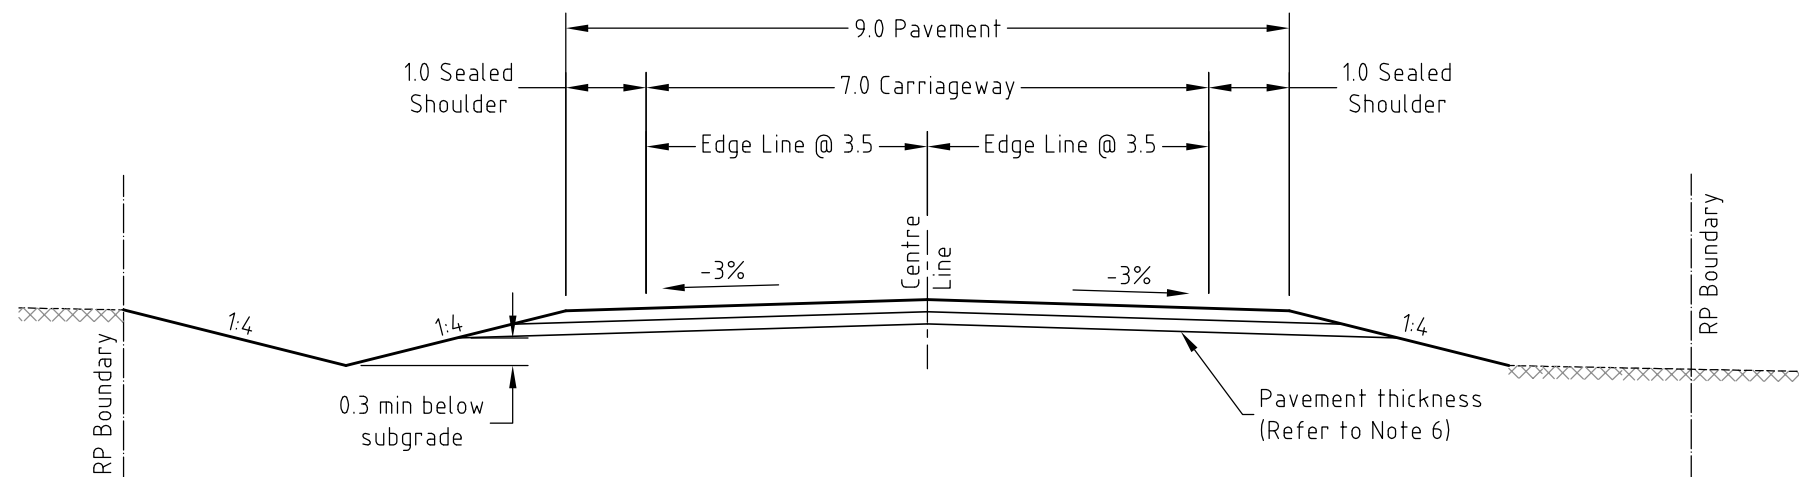 9.0 Pavement
1.0 Sealed
Shoulder
7.0 Carriageway
1.0 Sealed
Shoulder
Edge Line @ 3.5
Edge Line @ 3.5
Centre
Line
-3%
-3%
RP Boundary
RP Boundary
1:4
1:4
1:4
0.3 min below
subgrade
Pavement thickness
(Refer to Note 6)